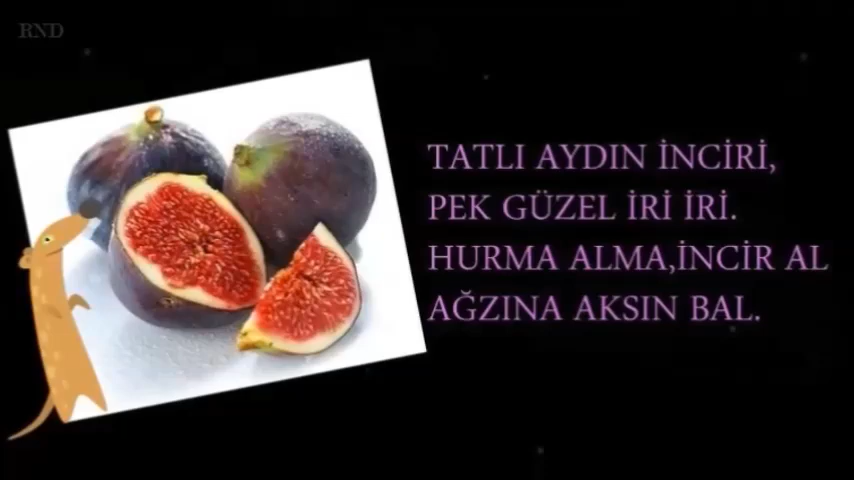 RND
TATLI AYDIN İNCİRİ,
PEK GÜZEL İRİ İRİ.
HURMA ALMA,İNCİR AL
AĞZINA AKSIN BAL.